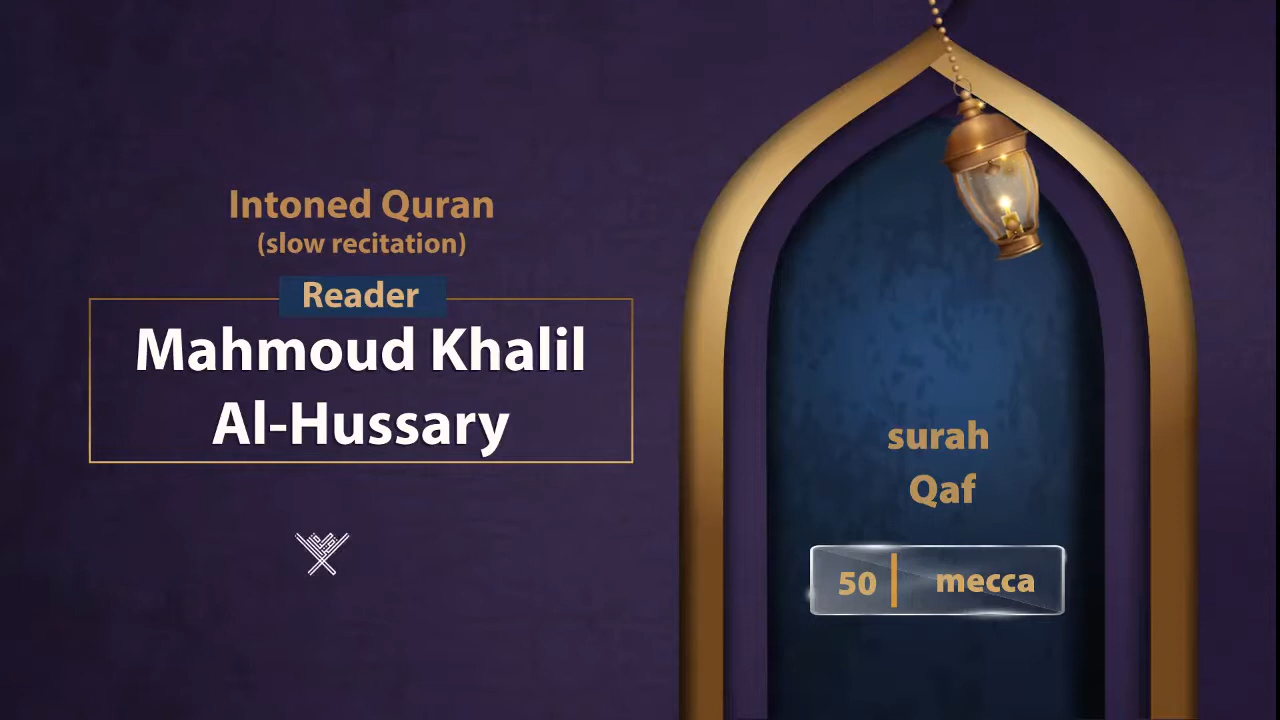 Intoned Quran
(slow recitation)
Reader
Mahmoud Khalil
Al-Hussary
surah
Qaf
50 | mecca